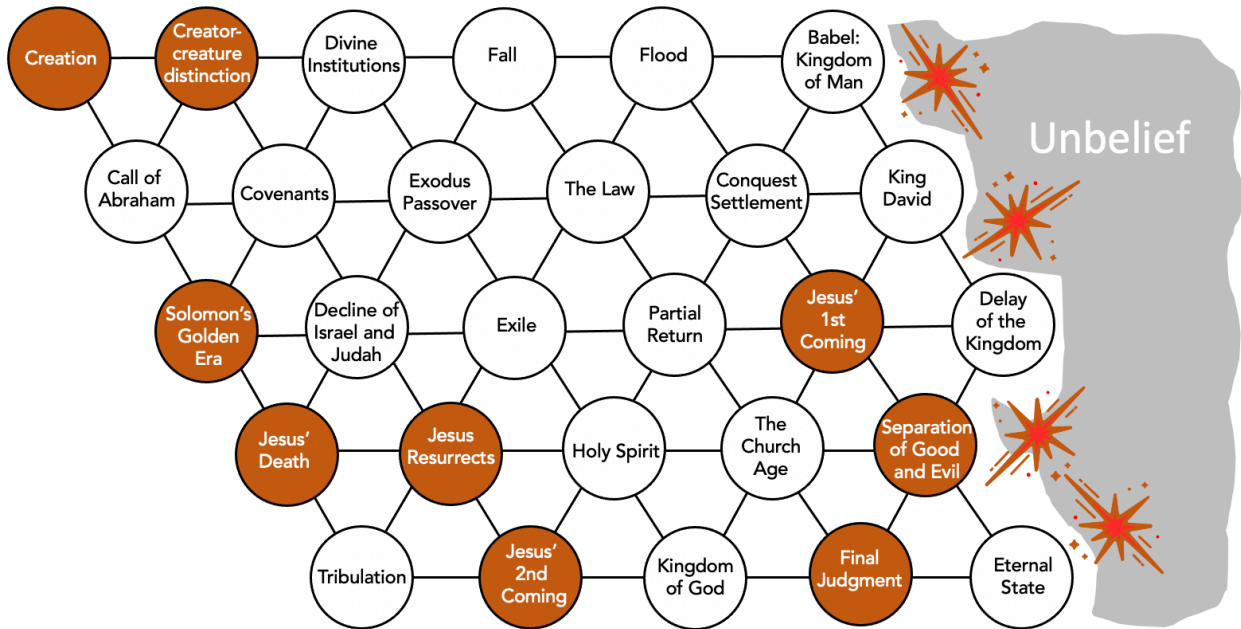 Creation
Creator-
creature
distinction
Divine
Institutions
Fall
Flood
Babel:
Kingdom
of Man
Unbelief
Call of
Abraham
Covenants
Exodus
Passover
The Law
Conquest
Settlement
King
David
Solomon's
Golden
Era
Decline of
Israel and
Judah
Exile
Partial
Return
Jesus'
1st
Coming
Delay
of the
Kingdom
Jesus'
Death
Jesus
Resurrects
Holy Spirit
The
Church
Age
Separation
of Good
and Evil
Tribulation
Jesus'
2nd
Coming
Kingdom
of God
Final
Judgment
Eternal
State